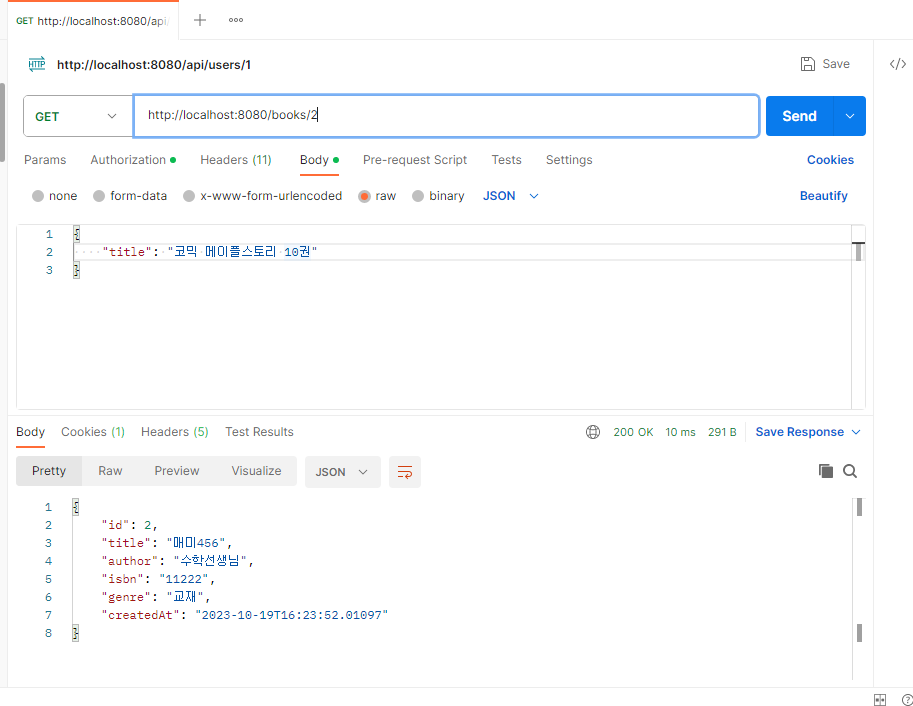 GET http://localhost:8080/api/
http://localhost:8080/api/users/1
Save
GET
http://localhost:8080/books/2
Send
Params Authorization Headers (11) Body Pre-request Script Tests Settings Cookies
none form-data x-www-form-urlencoded raw binary JSON Beautify
1 {
2 "title": "코믹 메이플스토리 10권"
3 }
Body Cookies (1) Headers (5) Test Results 200 OK 10 ms 291 B Save Response
Pretty Raw Preview Visualize JSON
1 {
2 "id": 2,
3 "title": "매미456",
4 "author": "수학선생님",
5 "isbn": "11222",
6 "genre": "교재",
7 "createdAt": "2023-10-19T16:23:52.01097"
8 }